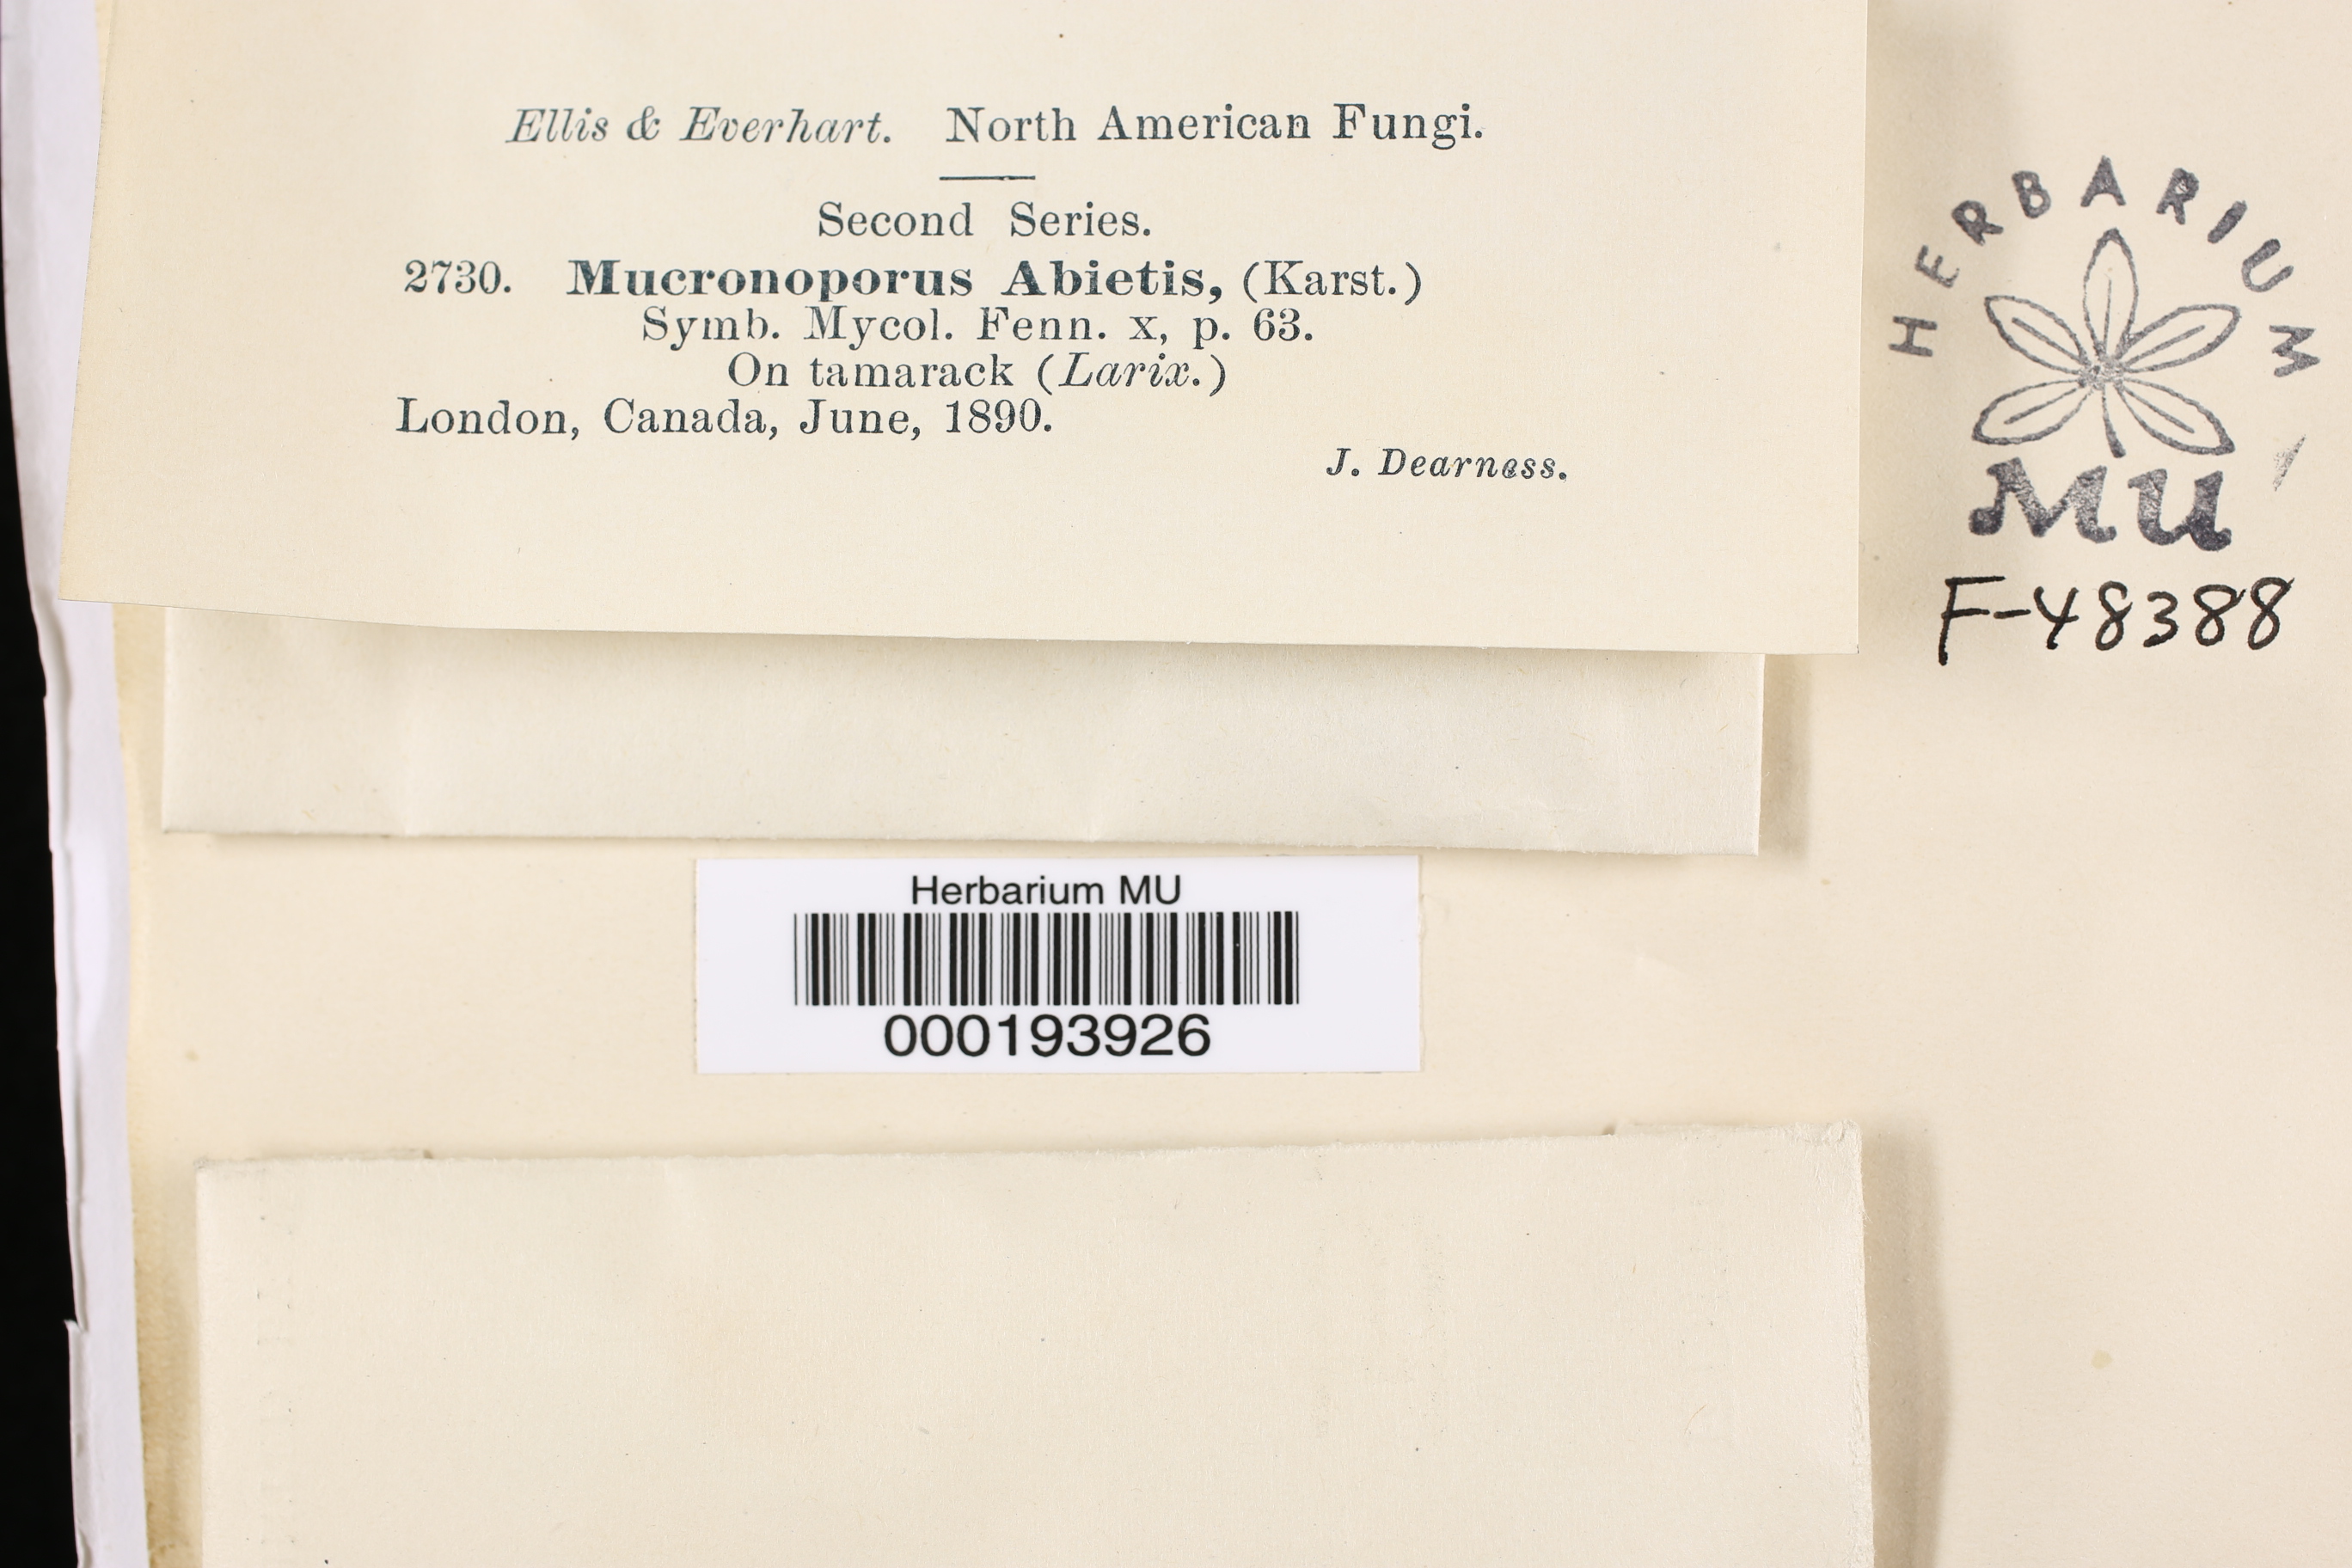 Ellis & Everhart. North American Fungi.
Second Series.
2730. Mucronoporus Abietis, (Karst.)
Symb. Mycol. Fenn. x, p. 63.
On tamarack (Larix.)
London, Canada, June, 1890.
J. Dearness.
HERBARIUM
MU
F-48388
Herbarium MU
000193926